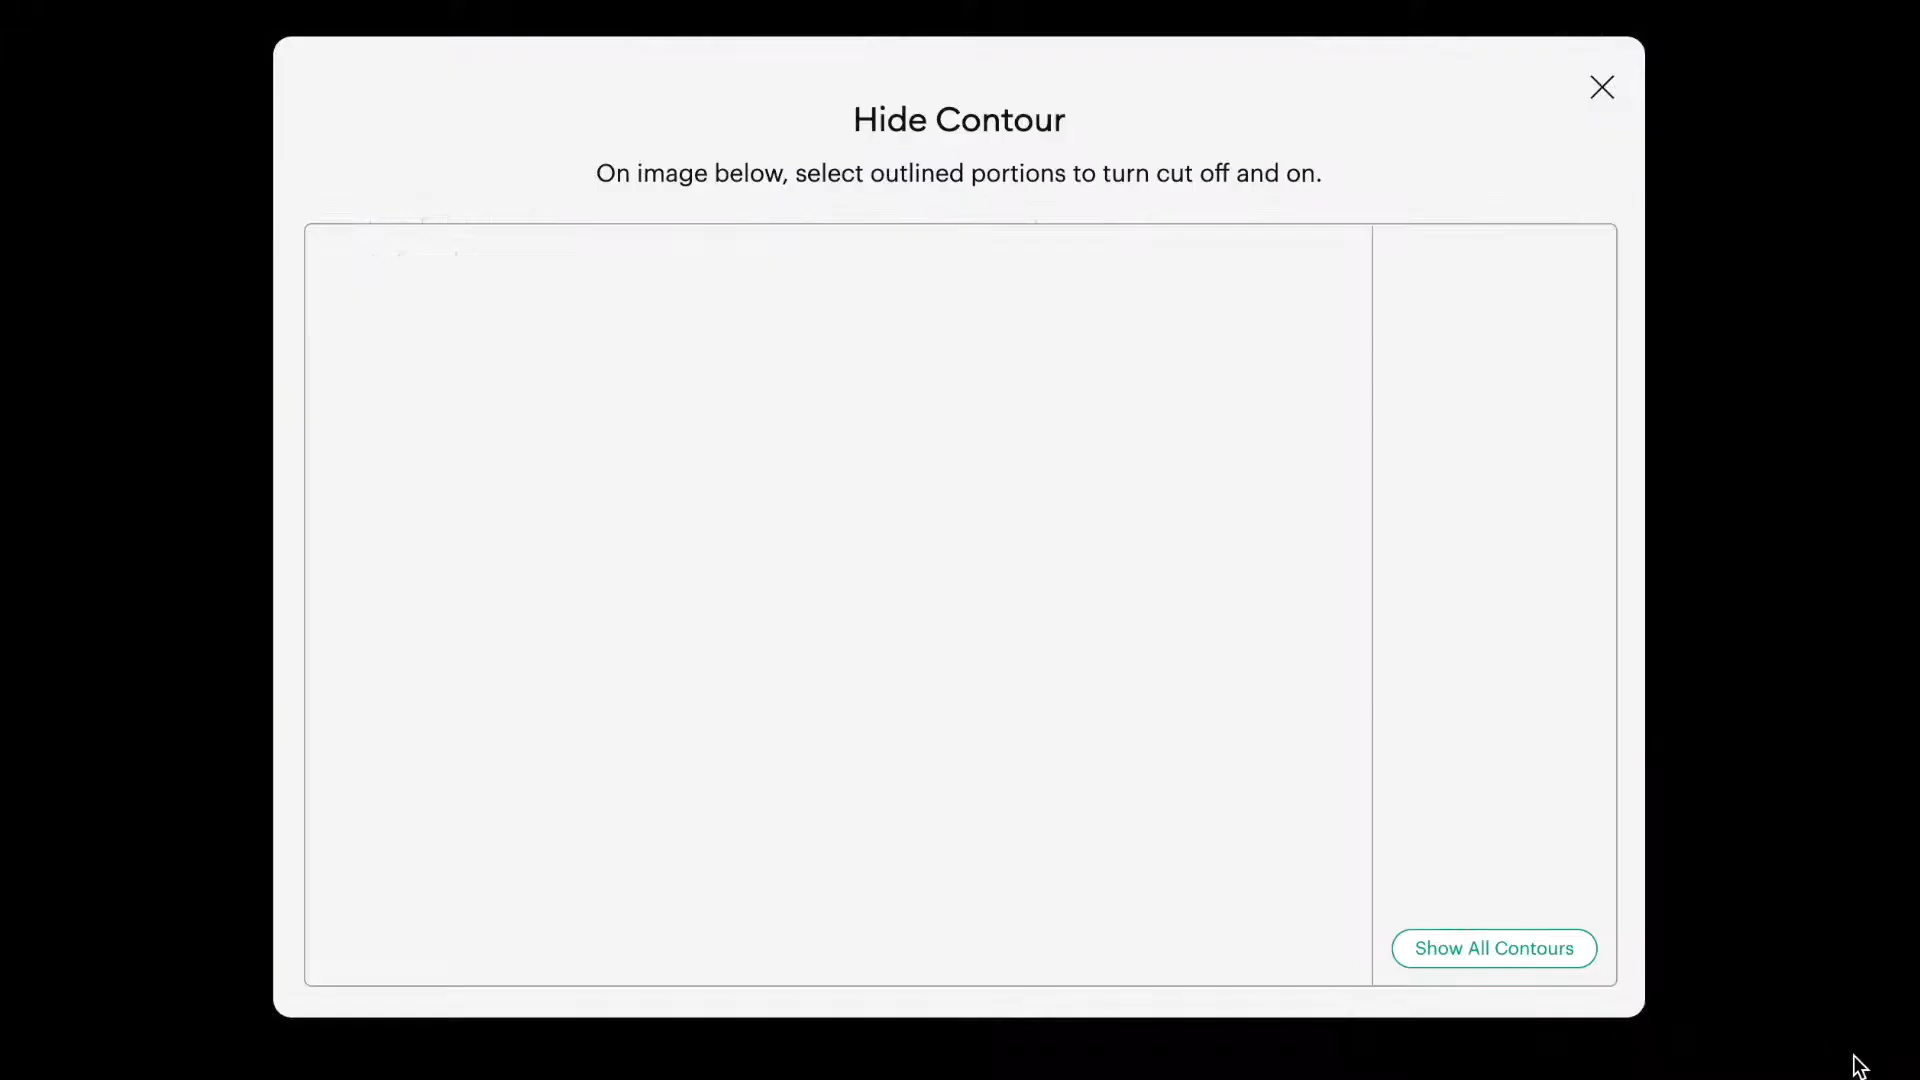 Hide Contour
On image below, select outlined portions to turn cut off and on.
Show All Contours